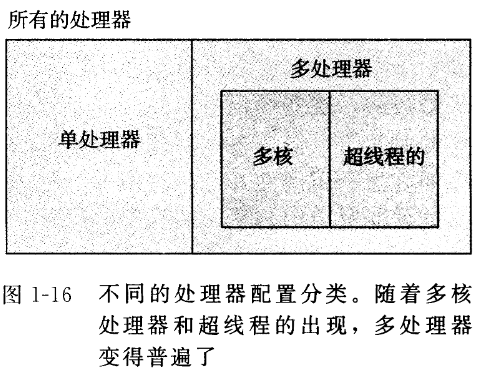 所有的处理器
多处理器
单处理器
多核
超线程的
图 1-16 不同的处理器配置分类。随着多核
处理器和超线程的出现，多处理器
变得普遍了